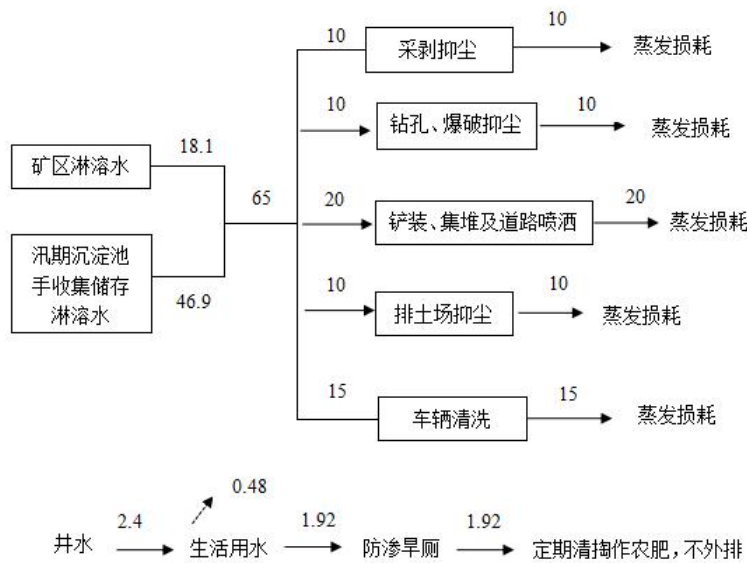 10 采剥抑尘 10 蒸发损耗
10 钻孔、爆破抑尘 10 蒸发损耗
矿区淋溶水 18.1
65
20 铲装、集堆及道路喷洒 20 蒸发损耗
汛期沉淀池
手收集储存
淋溶水
46.9
10 排土场抑尘 10 蒸发损耗
15 车辆清洗 15 蒸发损耗
0.48
井水 2.4 生活用水 1.92 防渗旱厕 1.92 定期清掏作农肥，不外排